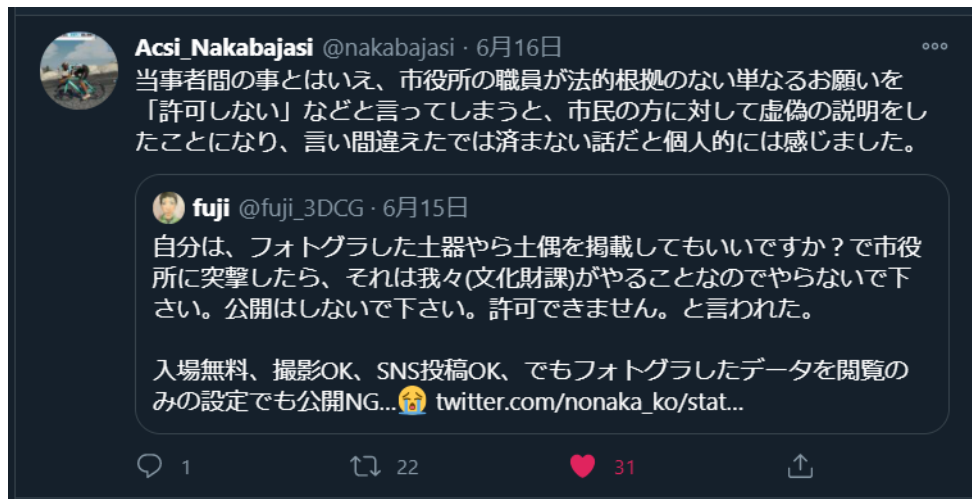 Acsi_Nakabajasi @nakabajasi · 6月16日
当事者間の事とはいえ、市役所の職員が法的根拠のない単なるお願いを
「許可しない」などと言ってしまうと、市民の方に対して虚偽の説明をし
たことになり、言い間違えたでは済まない話だと個人的には感じました。
fuji @fuji_3DCG · 6月15日
自分は、フォトグラした土器やら土偶を掲載してもいいですか？で市役
所に突撃したら、それは我々(文化財課)がやることなのでやらないで下
さい。公開はしないで下さい。許可できません。と言われた。
入場無料、撮影OK、SNS投稿OK、でもフォトグラしたデータを閲覧の
みの設定でも公開NG...😭 twitter.com/nonaka_ko/stat...
1 22 31